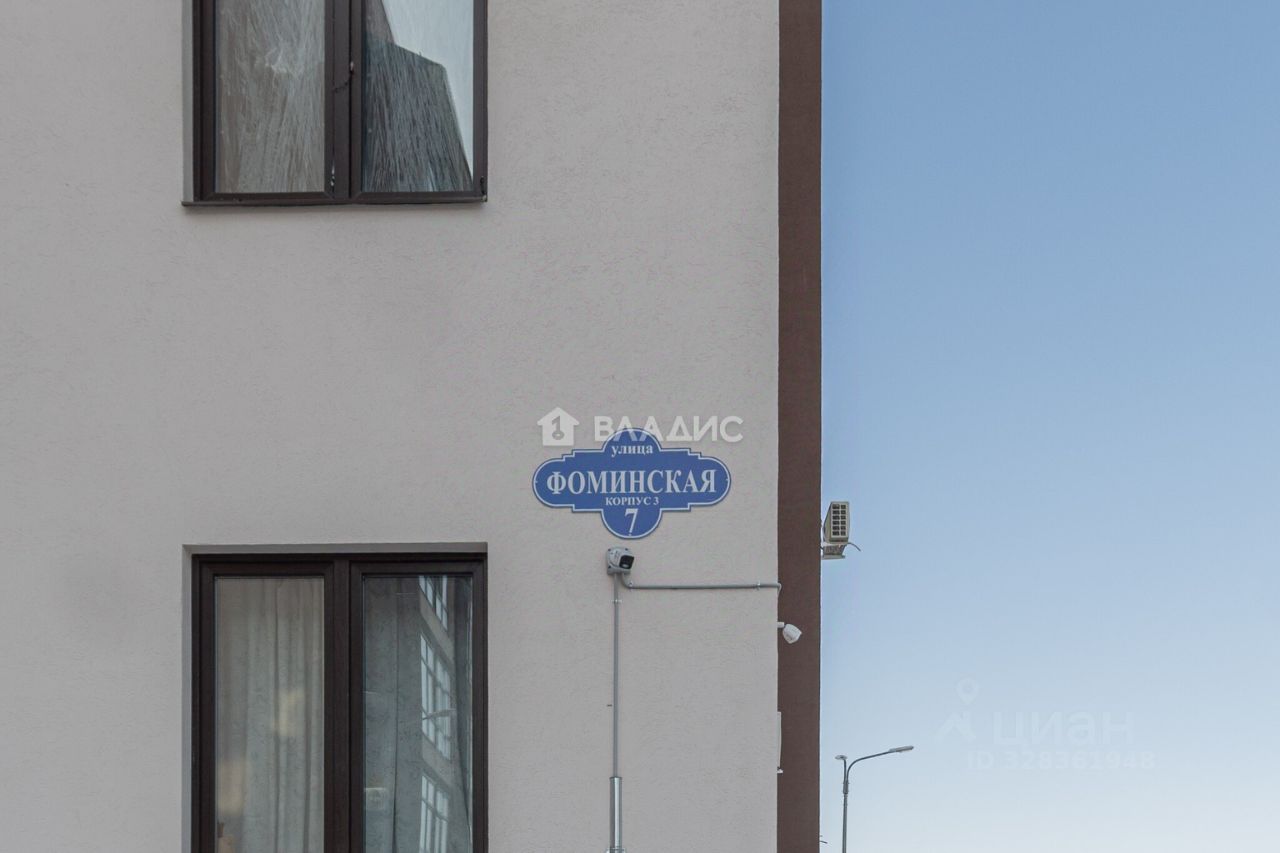 ВЛАДИС
улица
ФОМИНСКАЯ
КОРПУС 3
7
циан
ID 328361948